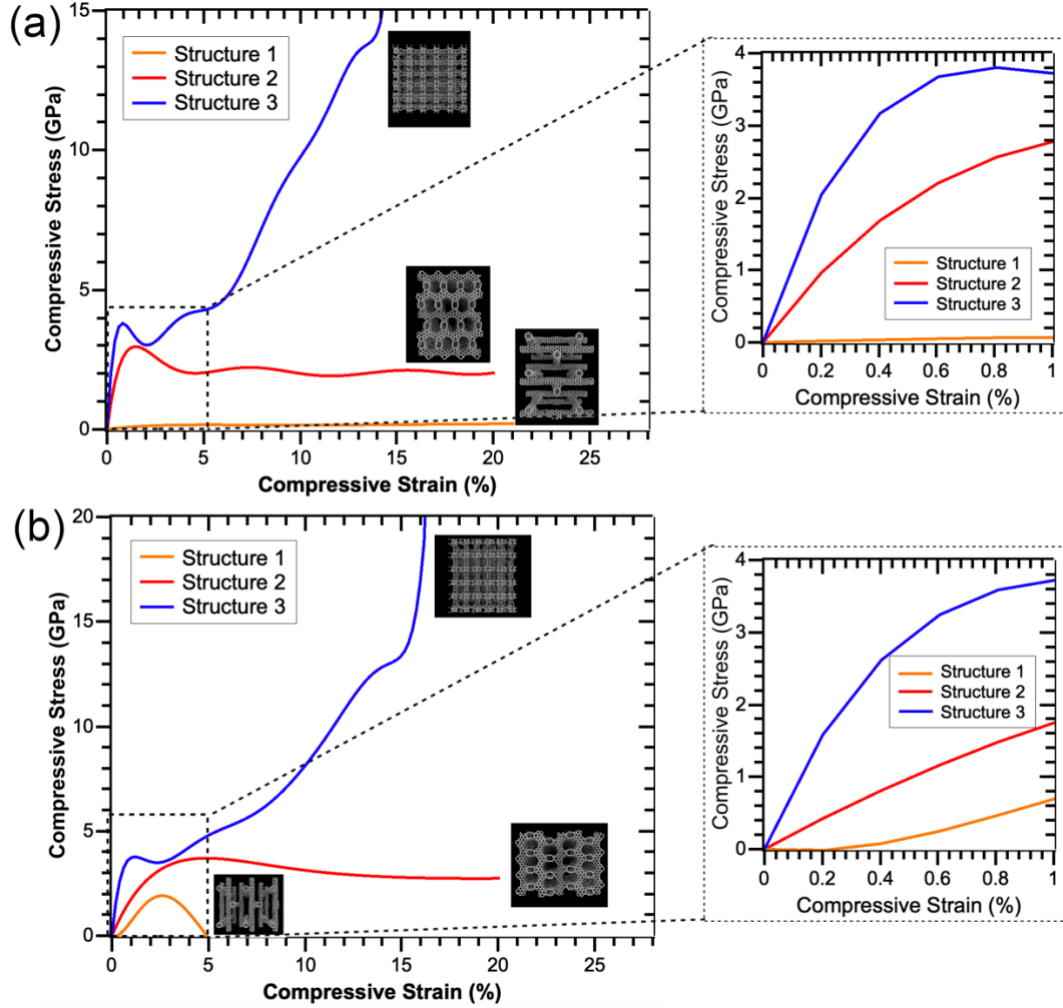 (a)
Structure 1
Structure 2
Structure 3
Compressive Stress (GPa)
15
10
5
0
0 5 10 15 20 25
Compressive Strain (%)
Compressive Stress (GPa)
4
3
2
1
0
Structure 1
Structure 2
Structure 3
0 0.2 0.4 0.6 0.8 1
Compressive Strain (%)
(b)
Structure 1
Structure 2
Structure 3
Compressive Stress (GPa)
20
15
10
5
0
0 5 10 15 20 25
Compressive Strain (%)
Compressive Stress (GPa)
4
3
2
1
0
Structure 1
Structure 2
Structure 3
0 0.2 0.4 0.6 0.8 1
Compressive Strain (%)